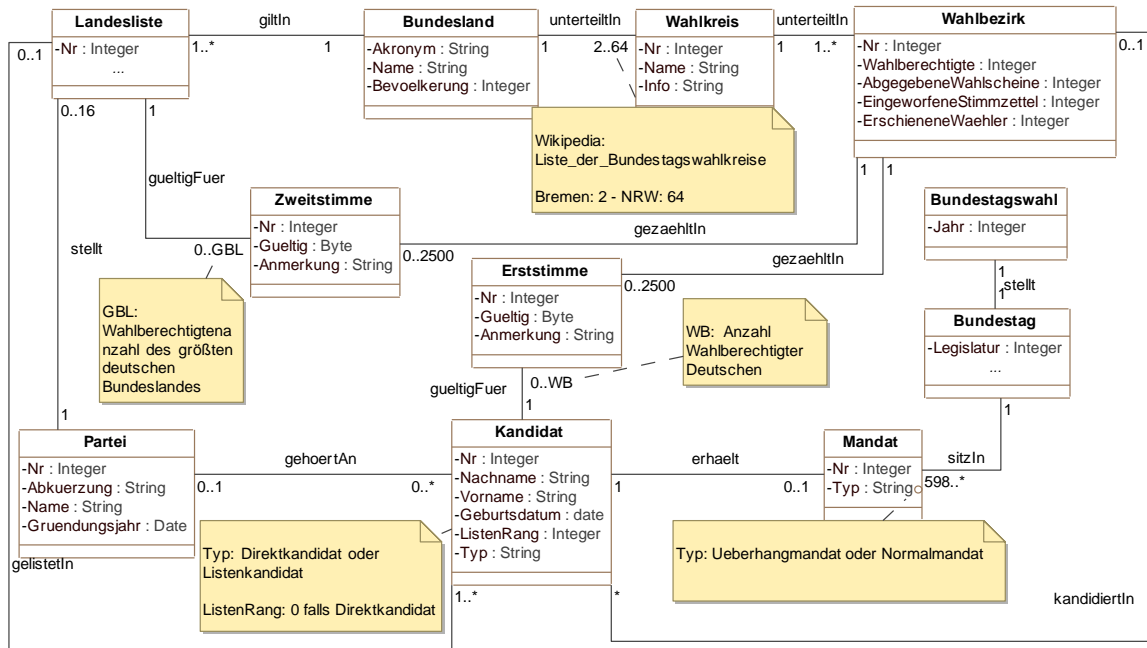 Landesliste
-Nr : Integer
...
giltIn
1..*
1
0..1
0..16
1
Bundesland
-Akronym : String
-Name : String
-Bevoelkerung : Integer
unterteiltIn
1
2..64
Wahlkreis
-Nr : Integer
-Name : String
-Info : String
unterteiltIn
1
1..*
Wahlbezirk
-Nr : Integer
-Wahlberechtigte : Integer
-AbgegebeneWahlscheine : Integer
-EingeworfeneStimmzettel : Integer
-ErschieneneWaehler : Integer
0..1
1
1
Wikipedia:
Liste_der_Bundestagswahlkreise
Bremen: 2 - NRW: 64
gueltigFuer
Zweitstimme
-Nr : Integer
-Gueltig : Byte
-Anmerkung : String
0..GBL
0..2500
gezaehltIn
stellt
GBL:
Wahlberechtigtena
nzahl des größten
deutschen
Bundeslandes
Erststimme
-Nr : Integer
-Gueltig : Byte
-Anmerkung : String
gezaehltIn
0..2500
WB: Anzahl
Wahlberechtigter
Deutschen
gueltigFuer
0..WB
1
Bundestagswahl
-Jahr : Integer
1
stellt
1
Bundestag
-Legislatur : Integer
...
1
1
Partei
-Nr : Integer
-Abkuerzung : String
-Name : String
-Gruendungsjahr : Date
gehoertAn
0..1
0..*
Kandidat
-Nr : Integer
-Nachname : String
-Vorname : String
-Geburtsdatum : date
-ListenRang : Integer
-Typ : String
erhaelt
1
0..1
Mandat
-Nr : Integer
-Typ : String
sitzIn
598..*
gelistetIn
Typ: Direktkandidat oder
Listenkandidat
ListenRang: 0 falls Direktkandidat
1..*
*
Typ: Ueberhangmandat oder Normalmandat
kandidiertIn